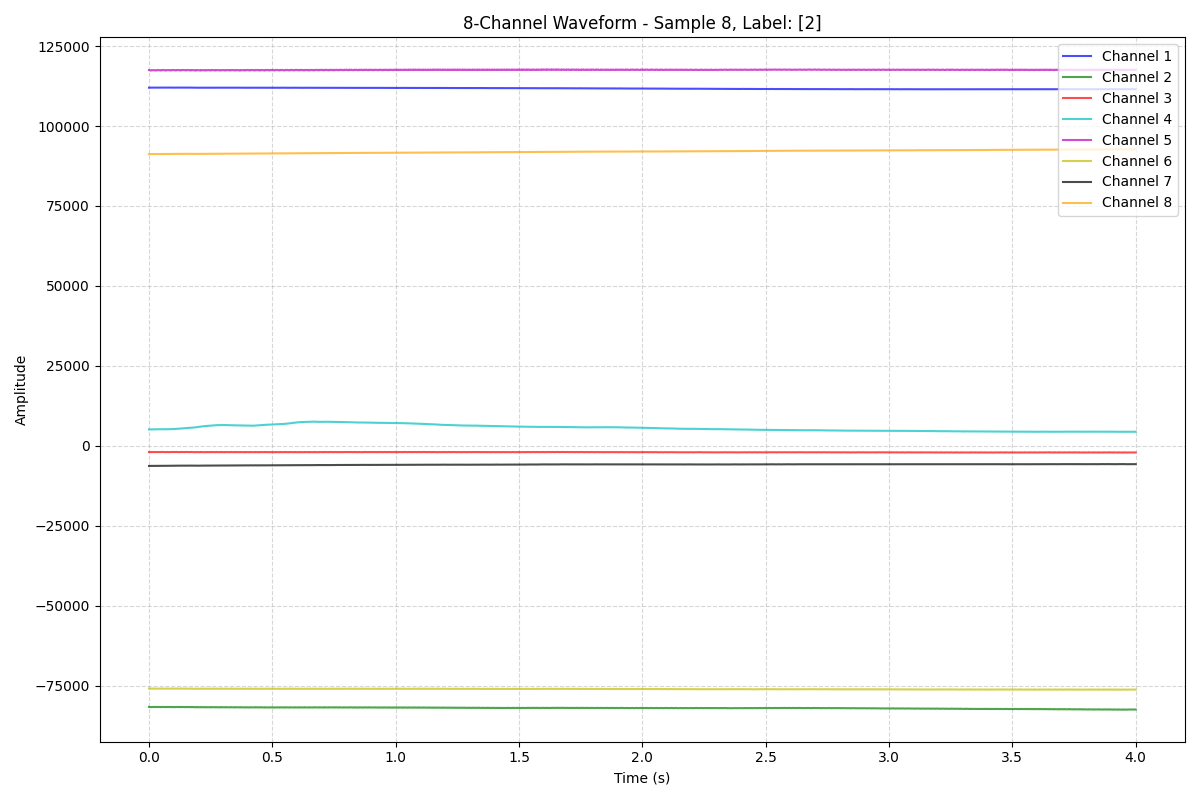 8-Channel Waveform - Sample 8, Label: [2]
125000
100000
75000
50000
25000
0
−25000
−50000
−75000
Amplitude
Channel 1
Channel 2
Channel 3
Channel 4
Channel 5
Channel 6
Channel 7
Channel 8
0.0 0.5 1.0 1.5 2.0 2.5 3.0 3.5 4.0
Time (s)